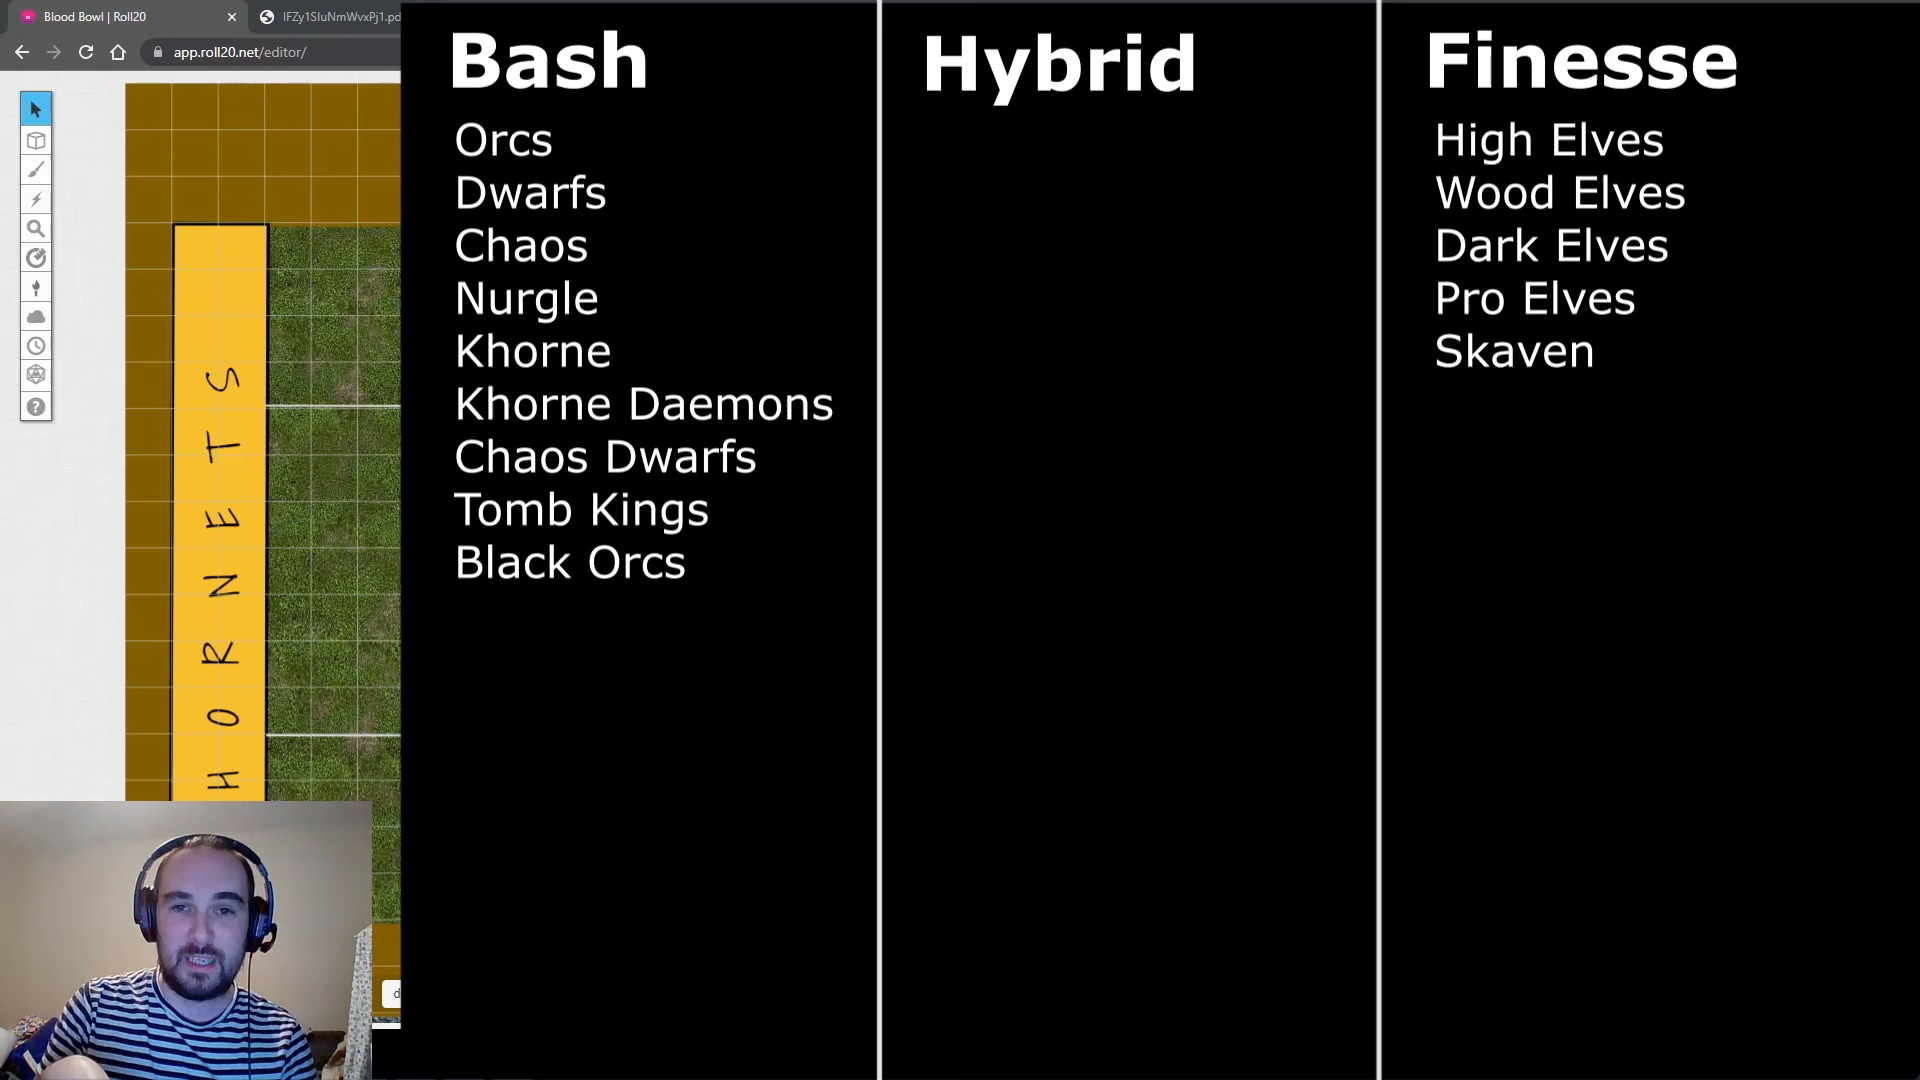 Blood Bowl | Roll20
IFZy1SIuNmWvxPj1.pd
app.roll20.net/editor/
Bash
Orcs
Dwarfs
Chaos
Nurgle
Khorne
Khorne Daemons
Chaos Dwarfs
Tomb Kings
Black Orcs
Hybrid
Finesse
High Elves
Wood Elves
Dark Elves
Pro Elves
Skaven
HORNETS
d